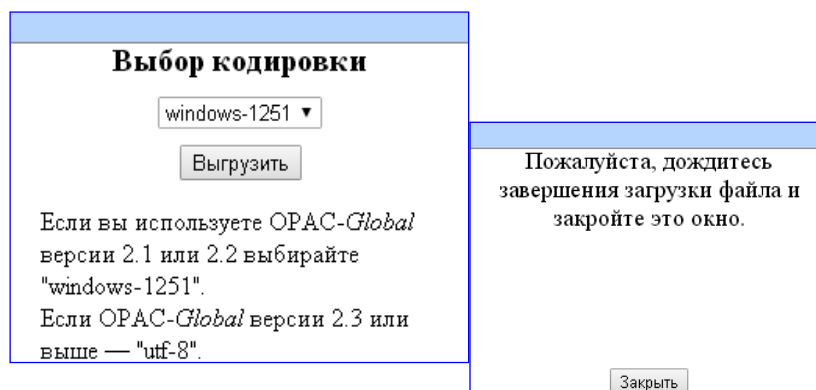 Выбор кодировки
windows-1251
Выгрузить
Если вы используете OPAC-Global
версии 2.1 или 2.2 выбирайте
"windows-1251".
Если OPAC-Global версии 2.3 или
выше — "utf-8".
Пожалуйста, дождитесь
завершения загрузки файла и
закройте это окно.
Закрыть